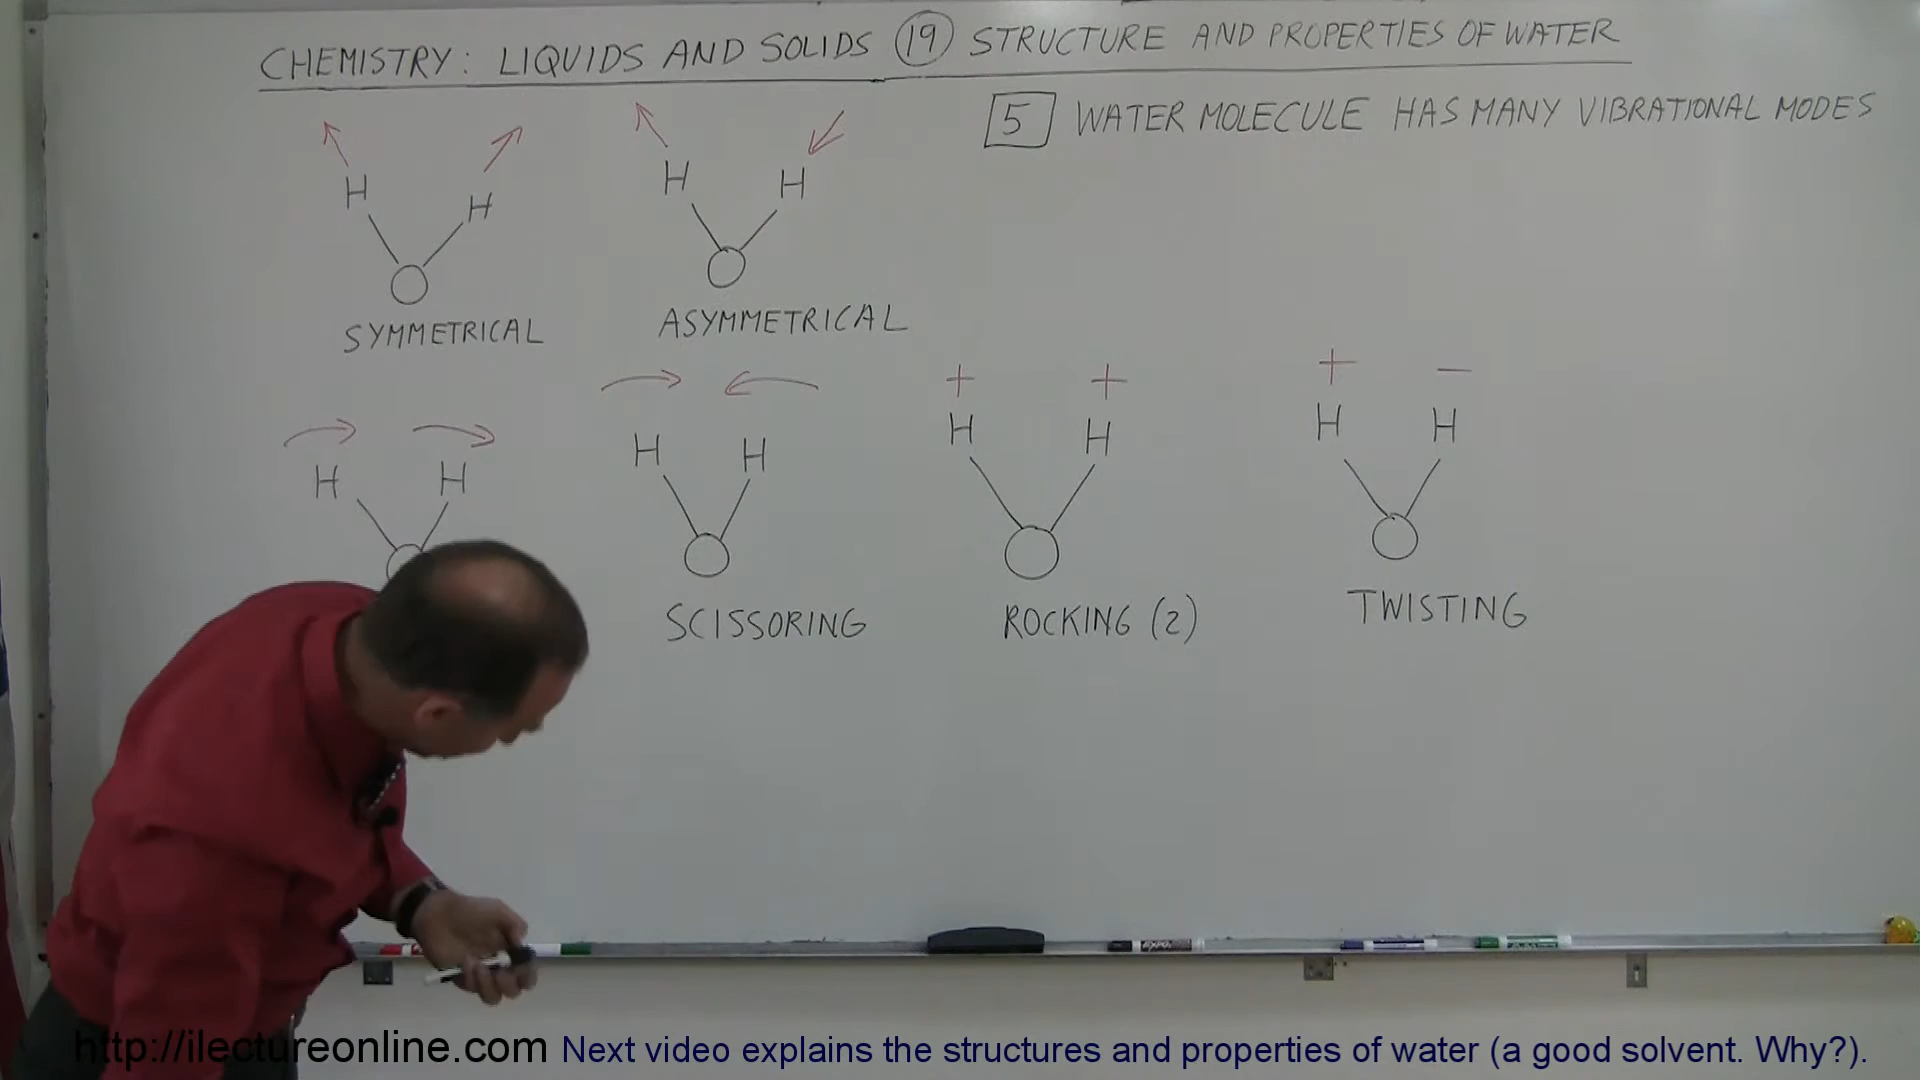 CHEMISTRY: LIQUIDS AND SOLIDS 19 STRUCTURE AND PROPERTIES OF WATER
5 WATER MOLECULE HAS MANY VIBRATIONAL MODES
H H
O
SYMMETRICAL
H H
O
ASYMMETRICAL
H H
O
H H
O
SCISSORING
+ +
H H
O
ROCKING (2)
+ −
H H
O
TWISTING
EXPO
http://ilectureonline.com Next video explains the structures and properties of water (a good solvent. Why?).